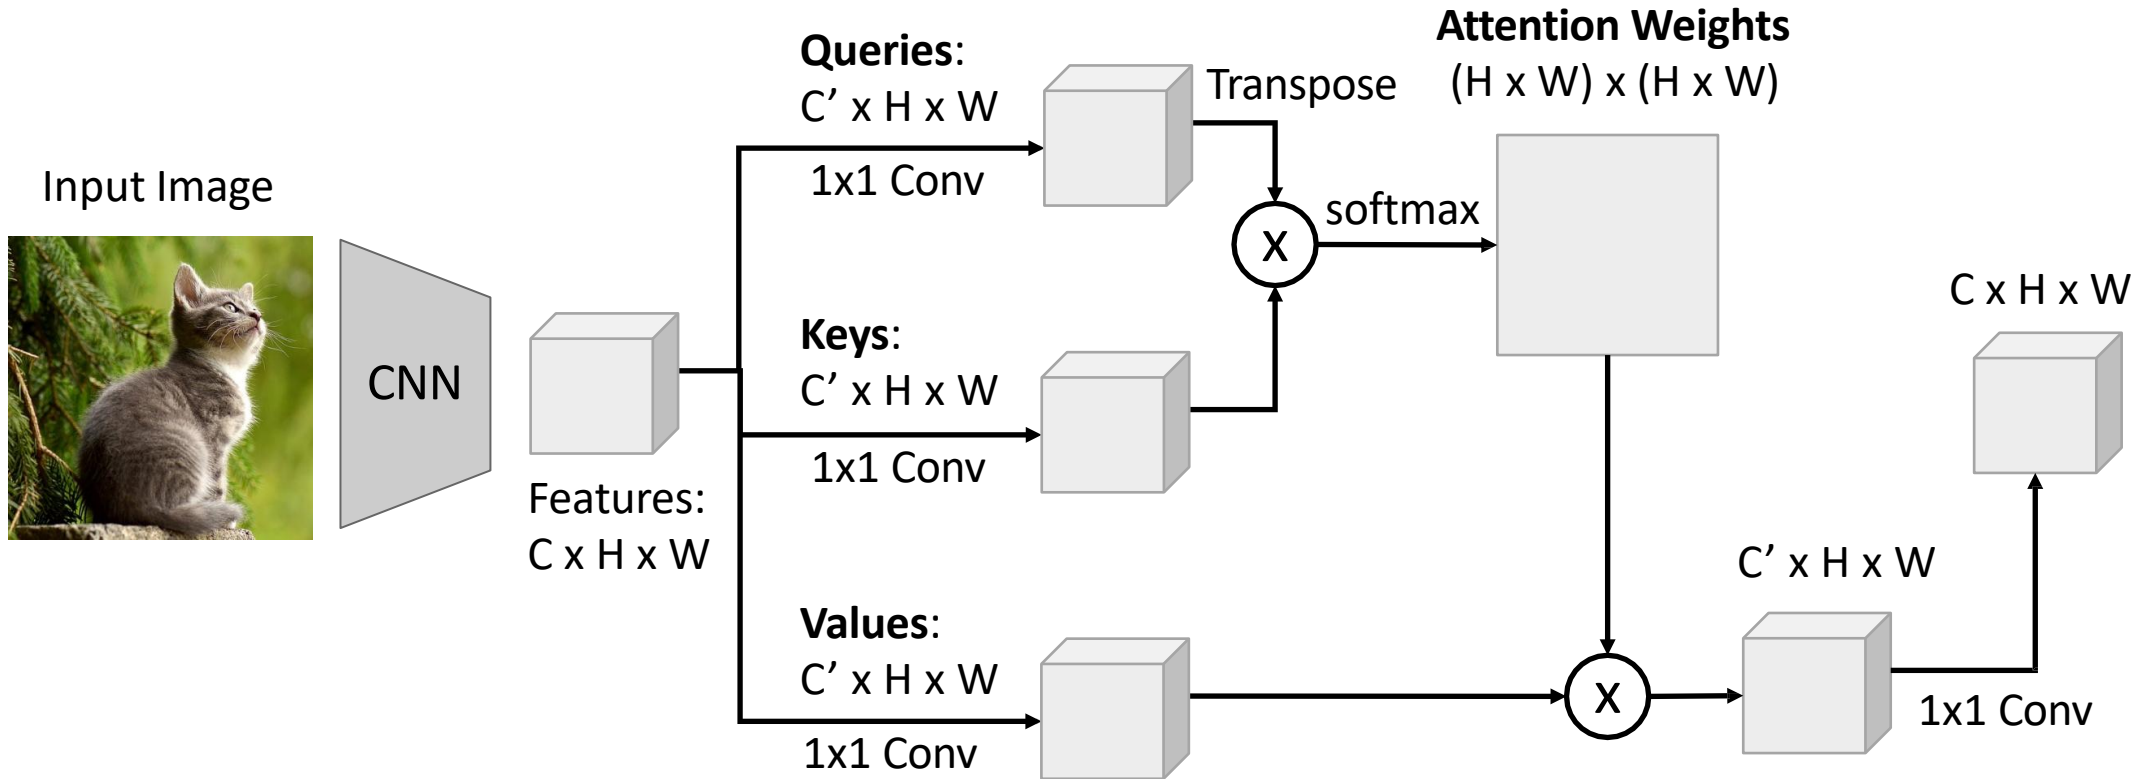 Input Image
CNN
Features:
C x H x W
Queries:
C’ x H x W
1x1 Conv
Keys:
C’ x H x W
1x1 Conv
Values:
C’ x H x W
1x1 Conv
Transpose
X
softmax
Attention Weights
(H x W) x (H x W)
X
C’ x H x W
1x1 Conv
C x H x W